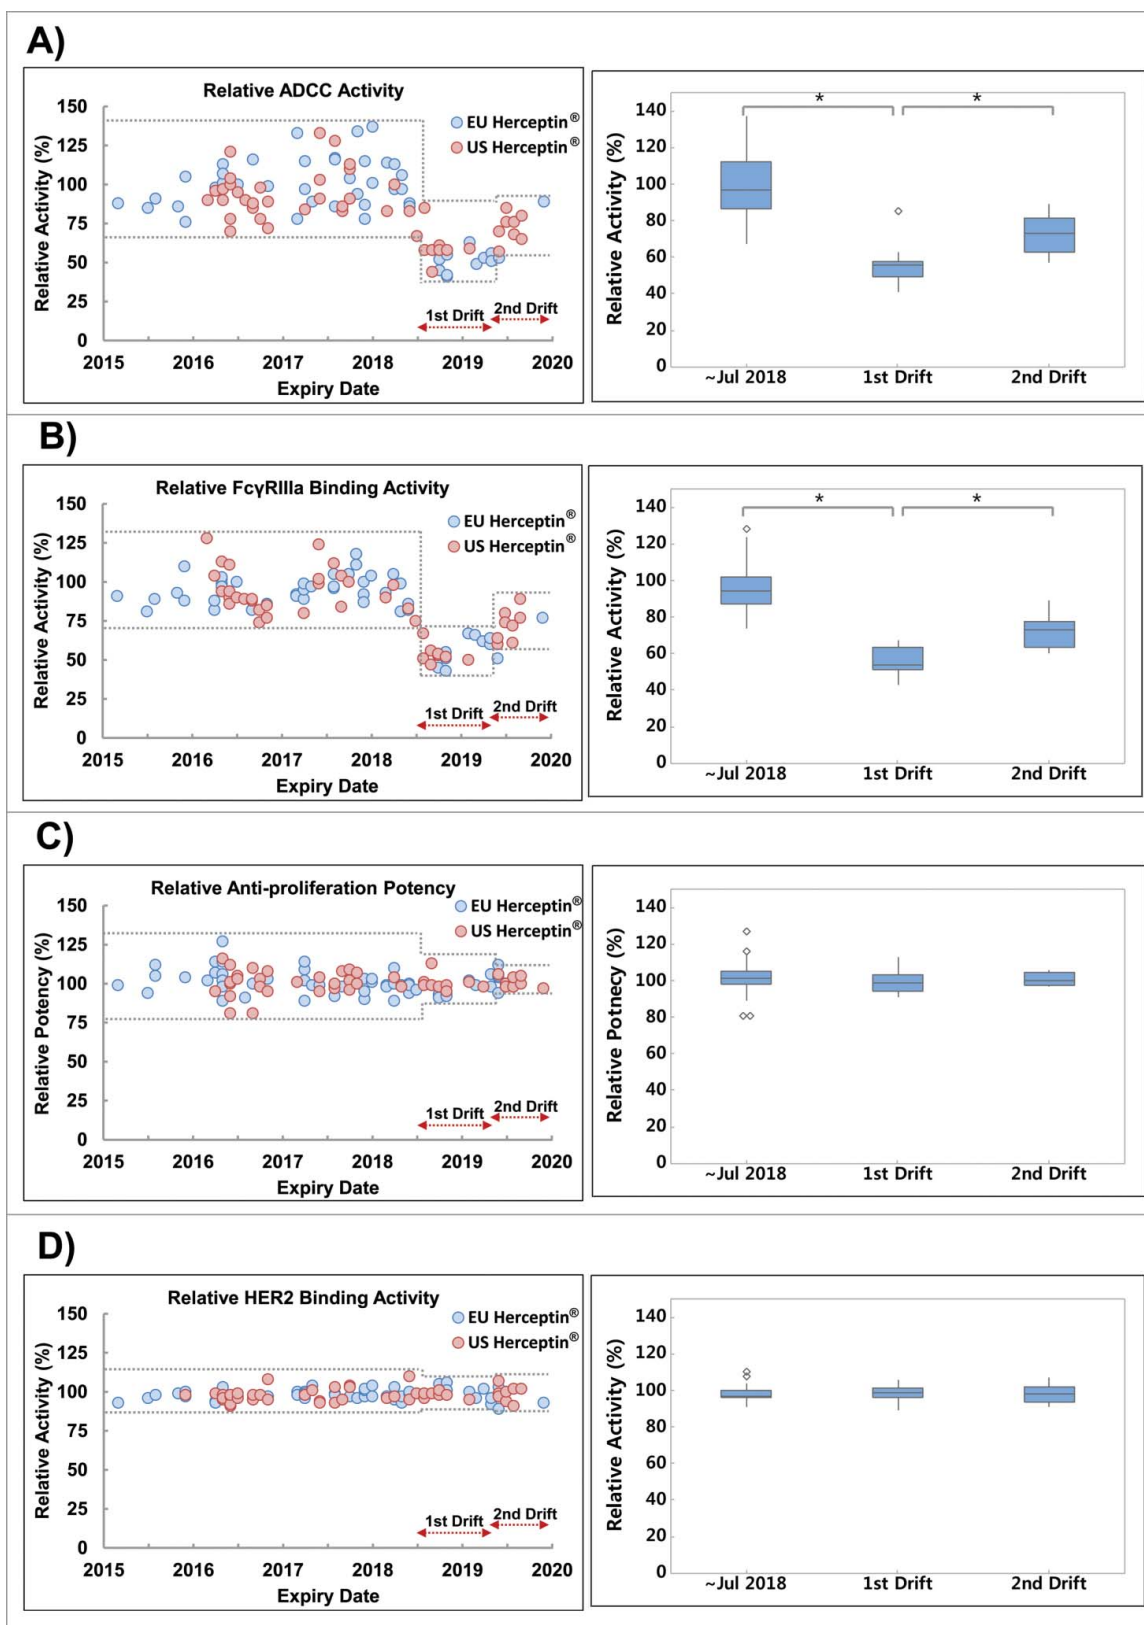 A)
Relative ADCC Activity
EU Herceptin®
US Herceptin®
Relative Activity (%)
150
125
100
75
50
25
0
1st Drift
2nd Drift
2015 2016 2017 2018 2019 2020
Expiry Date
* *
Relative Activity (%)
140
120
100
80
60
40
20
0
~Jul 2018 1st Drift 2nd Drift
B)
Relative FcγRIIIa Binding Activity
EU Herceptin®
US Herceptin®
Relative Activity (%)
150
125
100
75
50
25
0
1st Drift
2nd Drift
2015 2016 2017 2018 2019 2020
Expiry Date
* *
Relative Activity (%)
140
120
100
80
60
40
20
0
~Jul 2018 1st Drift 2nd Drift
C)
Relative Anti-proliferation Potency
EU Herceptin®
US Herceptin®
Relative Potency (%)
150
125
100
75
50
25
0
1st Drift
2nd Drift
2015 2016 2017 2018 2019 2020
Expiry Date
Relative Potnecy (%)
140
120
100
80
60
40
20
0
~Jul 2018 1st Drift 2nd Drift
D)
Relative HER2 Binding Activity
EU Herceptin®
US Herceptin®
Relative Activity (%)
150
125
100
75
50
25
0
1st Drift
2nd Drift
2015 2016 2017 2018 2019 2020
Expiry Date
Relative Activity (%)
140
120
100
80
60
40
20
0
~Jul 2018 1st Drift 2nd Drift